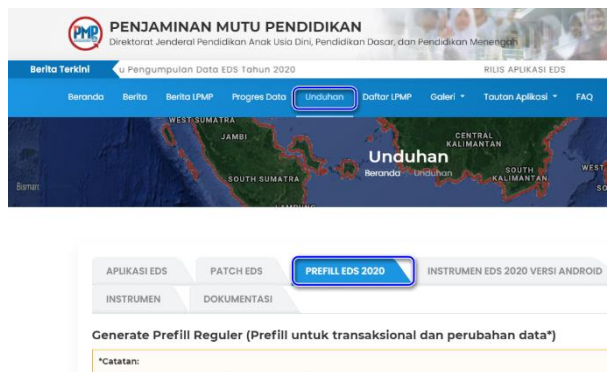 PMP
PENJAMINAN MUTU PENDIDIKAN
Direktorat Jenderal Pendidikan Anak Usia Dini, Pendidikan Dasar, dan Pendidikan Menengah
Berita Terkini u Pengumpulan Data EDS Tahun 2020 RILIS APLIKASI EDS
Beranda Berita Berita LPMP Progres Data Unduhan Daftar LPMP Galeri Tautan Aplikasi FAQ
WEST SUMATRA
JAMBI
CENTRAL
KALIMANTAN
Unduhan
SOUTH SUMATRA
Beranda Unduhan
SOUTH
KALIMANTAN
WEST
Bismarc
APLIKASI EDS PATCH EDS PREFILL EDS 2020 INSTRUMEN EDS 2020 VERSI ANDROID
INSTRUMEN DOKUMENTASI
Generate Prefill Reguler (Prefill untuk transaksional dan perubahan data*)
*Catatan: